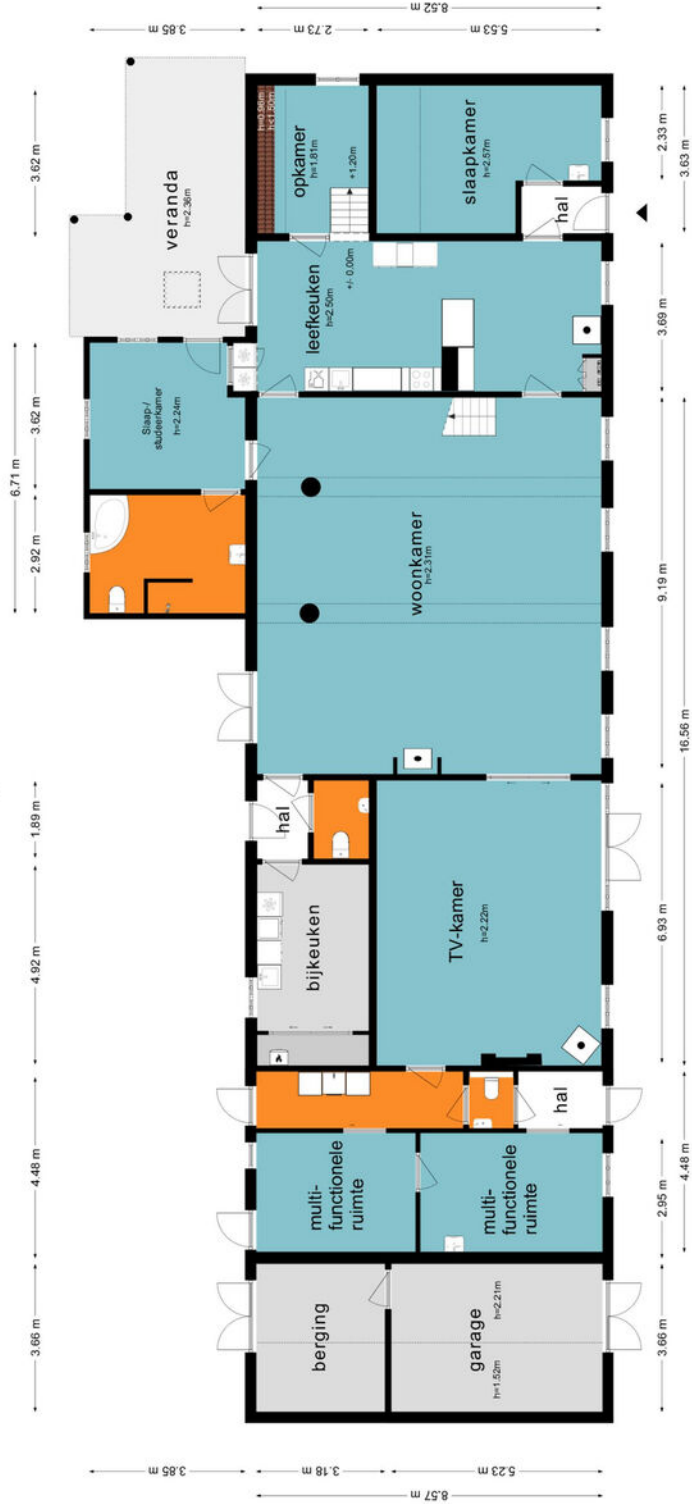 8.52 m
3.85 m
2.73 m
5.53 m
3.62 m
veranda
h=2.36m
h=0.96m
h≤1.50m
opkamer
h=1.81m
+1.20m
slaapkamer
h=2.57m
hal
2.33 m
3.63 m
leefkeuken
h=2.50m
+/- 0.00m
3.69 m
6.71 m
3.62 m
Slaap-/
studeerkamer
h=2.24m
2.92 m
woonkamer
h=2.31m
9.19 m
16.56 m
1.89 m
hal
4.92 m
bijkeuken
TV-kamer
h=2.22m
6.93 m
4.48 m
hal
multi-
functionele
ruimte
multi-
functionele
ruimte
2.95 m
4.48 m
3.66 m
berging
garage
h=1.52m
h=2.21m
3.66 m
3.85 m
3.18 m
5.23 m
8.57 m